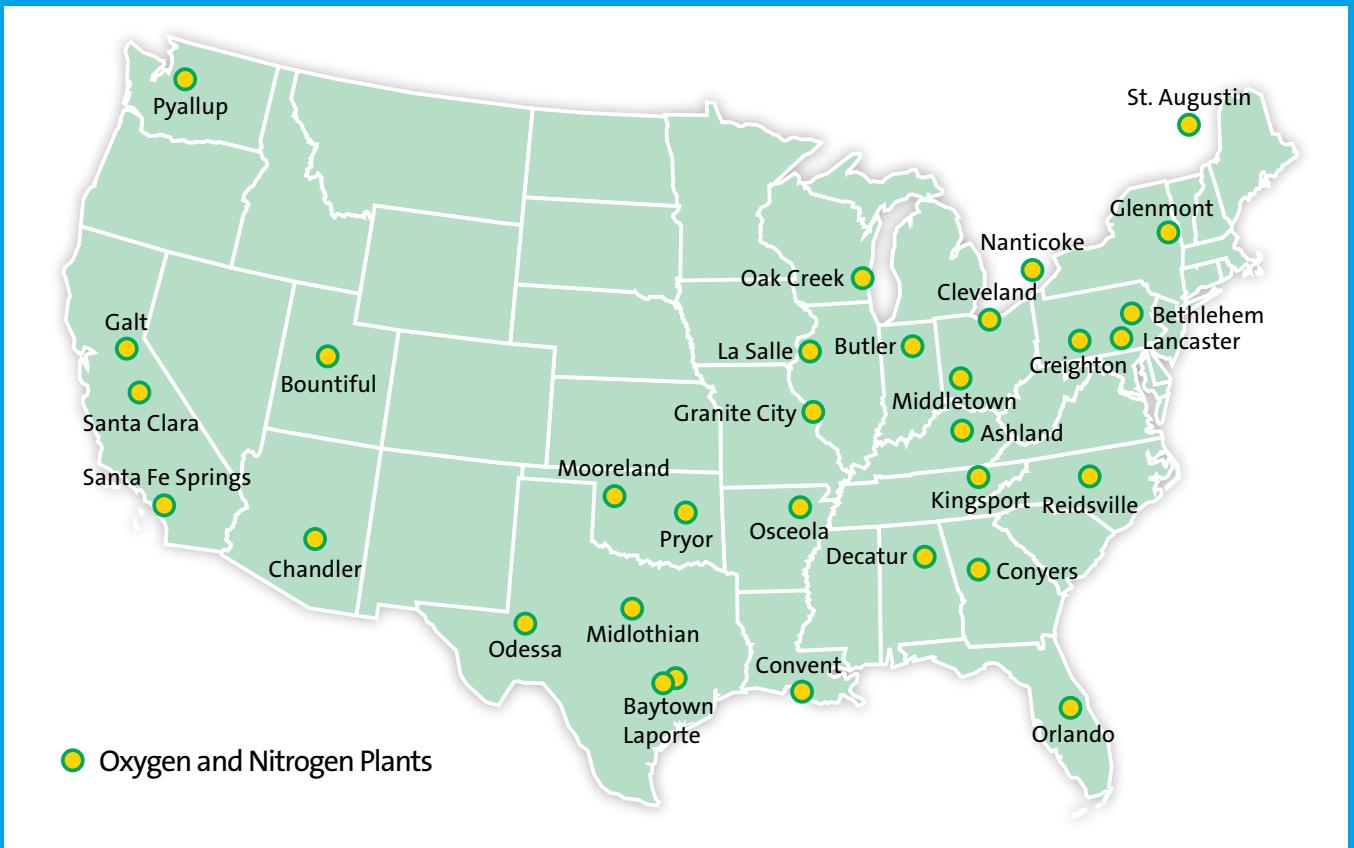 St. Augustin
Pyallup
Glenmont
Nanticoke
Oak Creek
Cleveland
Bethlehem
Galt
Lancaster
La Salle
Butler
Creighton
Bountiful
Middletown
Granite City
Santa Clara
Ashland
Mooreland
Santa Fe Springs
Kingsport
Reidsville
Osceola
Pryor
Decatur
Chandler
Conyers
Midlothian
Odessa
Convent
Baytown
Laporte
Orlando
Oxygen and Nitrogen Plants